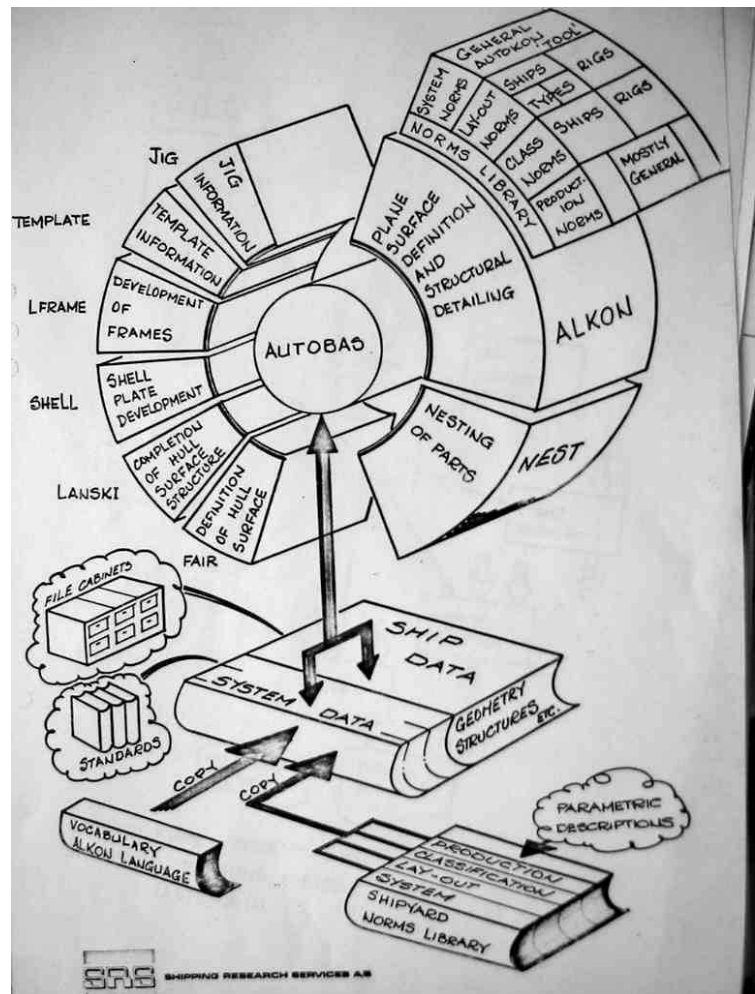 GENERAL
AUTOKON 'TOOL'
SYSTEM
NORMS
LAY-OUT
NORMS
SHIPS
TYPES
RIGS
CLASS
NORMS
SHIPS
RIGS
PRODUCT-
ION
NORMS
MOSTLY
GENERAL
NORMS LIBRARY
JIG
JIG
INFORMATION
TEMPLATE
TEMPLATE
INFORMATION
LFRAME
DEVELOPMENT
OF
FRAMES
SHELL
SHELL
PLATE
DEVELOPMENT
LANSKI
COMPLETION
OF HULL
SURFACE
STRUCTURE
FAIR
DEFINITION
OF HULL
SURFACE
AUTOBAS
PLANE
SURFACE
DEFINITION
AND
STRUCTURAL
DETAILING
ALKON
NESTING
OF PARTS
NEST
FILE CABINETS
STANDARDS
SHIP
DATA
SYSTEM DATA
GEOMETRY
STRUCTURES
ETC.
COPY
COPY
VOCABULARY
ALKON LANGUAGE
PARAMETRIC
DESCRIPTIONS
PRODUCTION
CLASSIFICATION
LAY-OUT
SYSTEM
SHIPYARD
NORMS LIBRARY
SRS SHIPPING RESEARCH SERVICES A/S